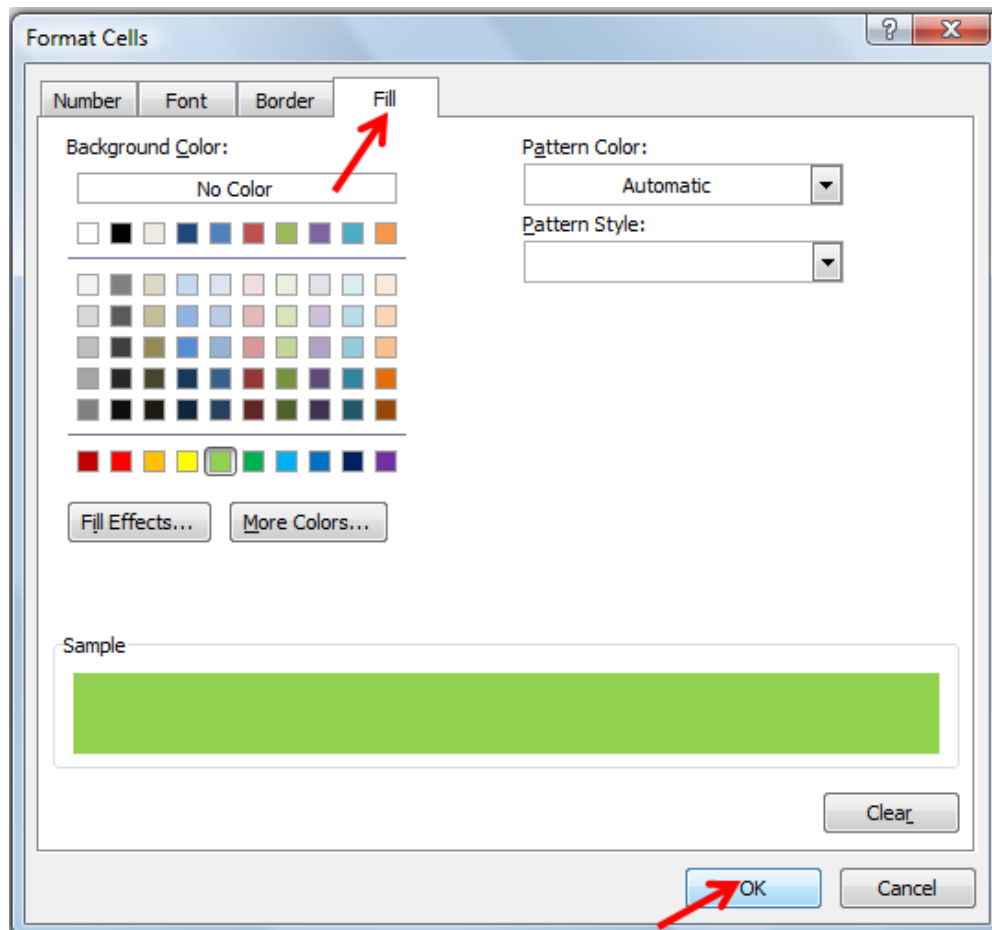 Format Cells
? X
Number Font Border Fill
Background Color:
No Color
Pattern Color:
Automatic
Pattern Style:
Fill Effects... More Colors...
Sample
Clear
OK Cancel